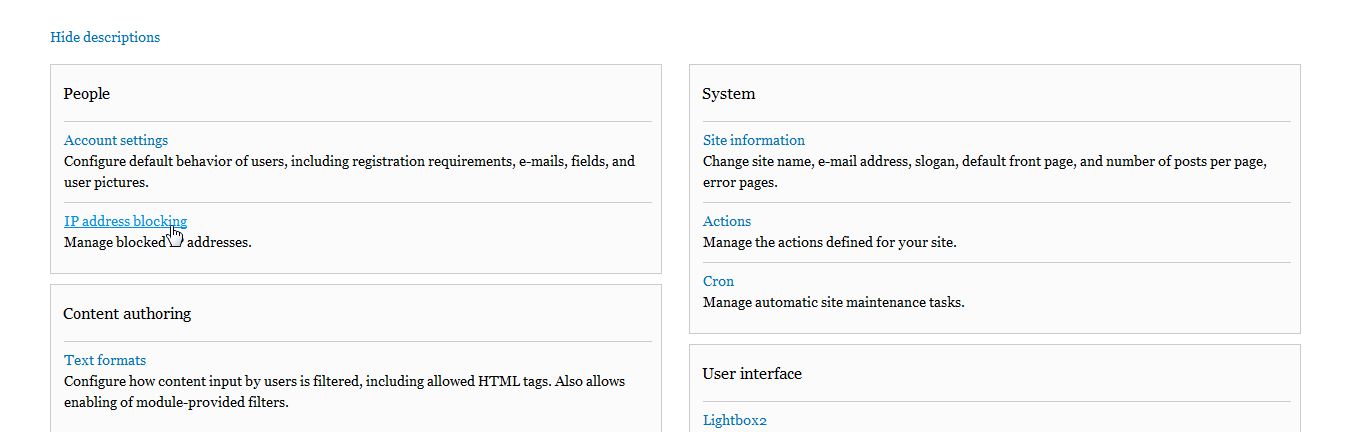 Hide descriptions
People
Account settings
Configure default behavior of users, including registration requirements, e-mails, fields, and
user pictures.
IP address blocking
Manage blocked addresses.
Content authoring
Text formats
Configure how content input by users is filtered, including allowed HTML tags. Also allows
enabling of module-provided filters.
System
Site information
Change site name, e-mail address, slogan, default front page, and number of posts per page,
error pages.
Actions
Manage the actions defined for your site.
Cron
Manage automatic site maintenance tasks.
User interface
Lightbox2